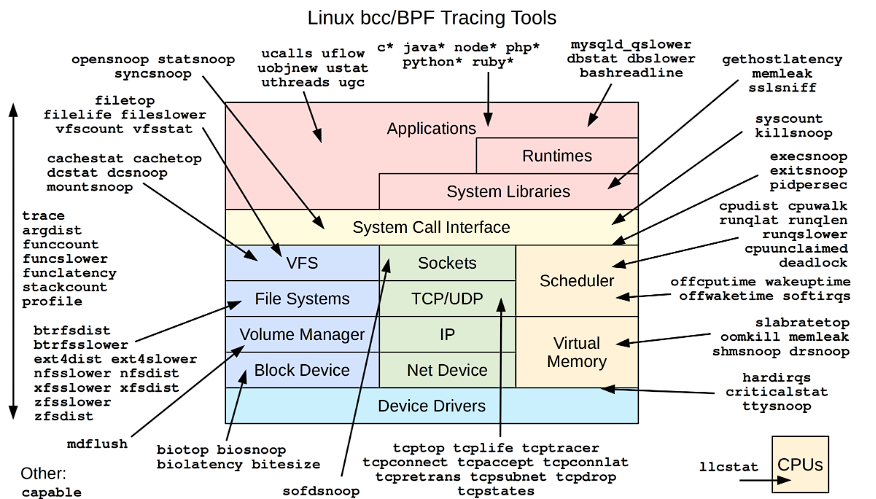 Linux bcc/BPF Tracing Tools
opensnoop statsnoop
syncsnoop
ucalls uflow
uobjnew ustat
uthreads ugc
c* java* node* php*
python* ruby*
mysqld_qslower
dbstat dbslower
bashreadline
gethostlatency
memleak
sslsniff
filetop
filelife fileslower
vfscount vfsstat
syscount
killsnoop
cachestat cachetop
dcstat dcsnoop
mountsnoop
execsnoop
exitsnoop
pidpersec
trace
argdist
funccount
funcslower
funclatency
stackcount
profile
cpudist cpuwalk
runqlat runqlen
runqslower
cpuunclaimed
deadlock
offcputime wakeuptime
offwaketime softirqs
btrfsdist
btrfsslower
ext4dist ext4slower
nfsslower nfsdist
xfsslower xfsdist
zfsslower
zfsdist
slabratetop
oomkill memleak
shmsnoop drsnoop
hardirqs
criticalstat
ttysnoop
Applications
Runtimes
System Libraries
System Call Interface
VFS
Sockets
Scheduler
File Systems
TCP/UDP
Volume Manager
IP
Virtual
Memory
Block Device
Net Device
Device Drivers
mdflush
biotop biosnoop
biolatency bitesize
sofdsnoop
tcptop tcplife tcptracer
tcpconnect tcpaccept tcpconnlat
tcpretrans tcpsubnet tcpdrop
tcpstates
llcstat
CPUs
Other:
capable